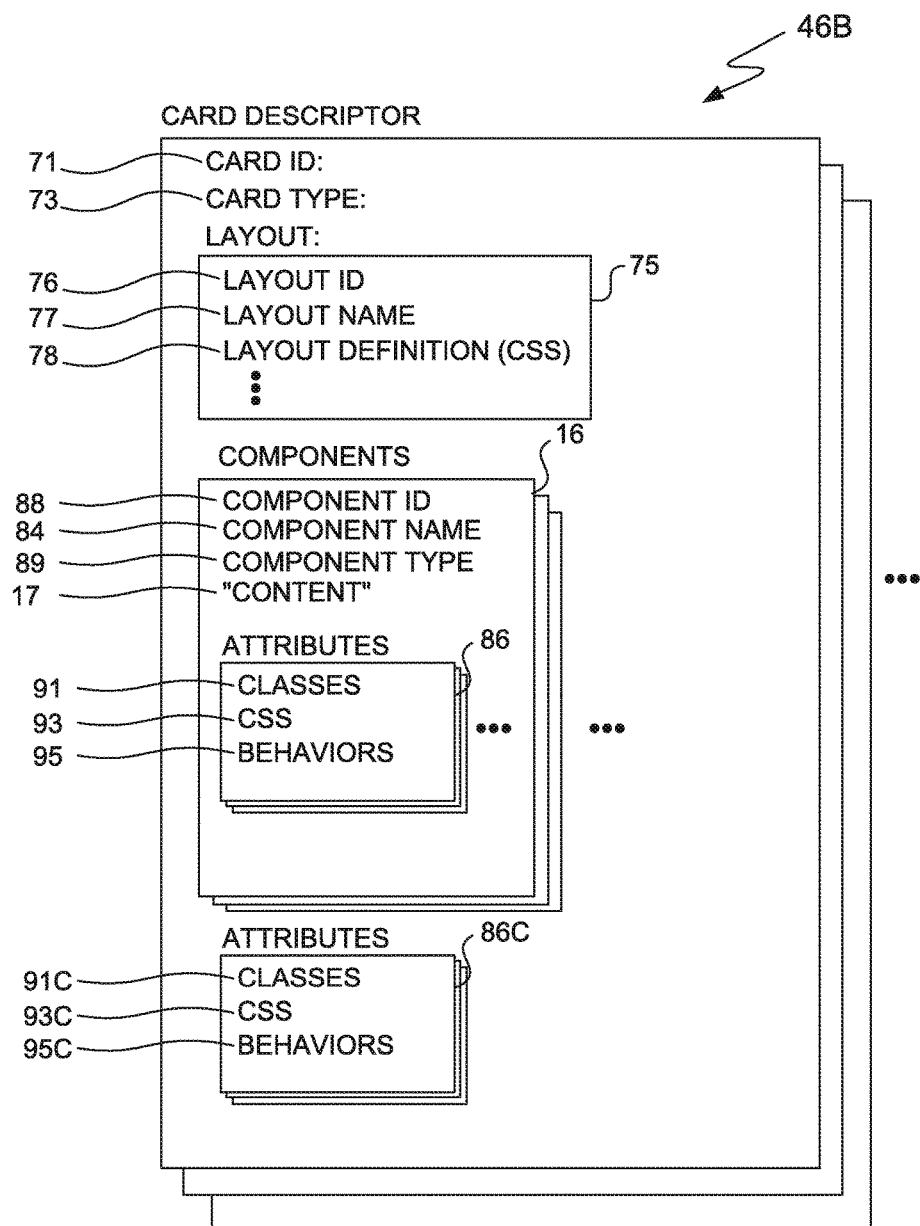 46B
CARD DESCRIPTOR
71 CARD ID:
73 CARD TYPE:
LAYOUT:
75
76 LAYOUT ID
77 LAYOUT NAME
78 LAYOUT DEFINITION (CSS)
16
COMPONENTS
88 COMPONENT ID
84 COMPONENT NAME
89 COMPONENT TYPE
17 "CONTENT"
ATTRIBUTES 86
91 CLASSES
93 CSS
95 BEHAVIORS
ATTRIBUTES 86C
91C CLASSES
93C CSS
95C BEHAVIORS